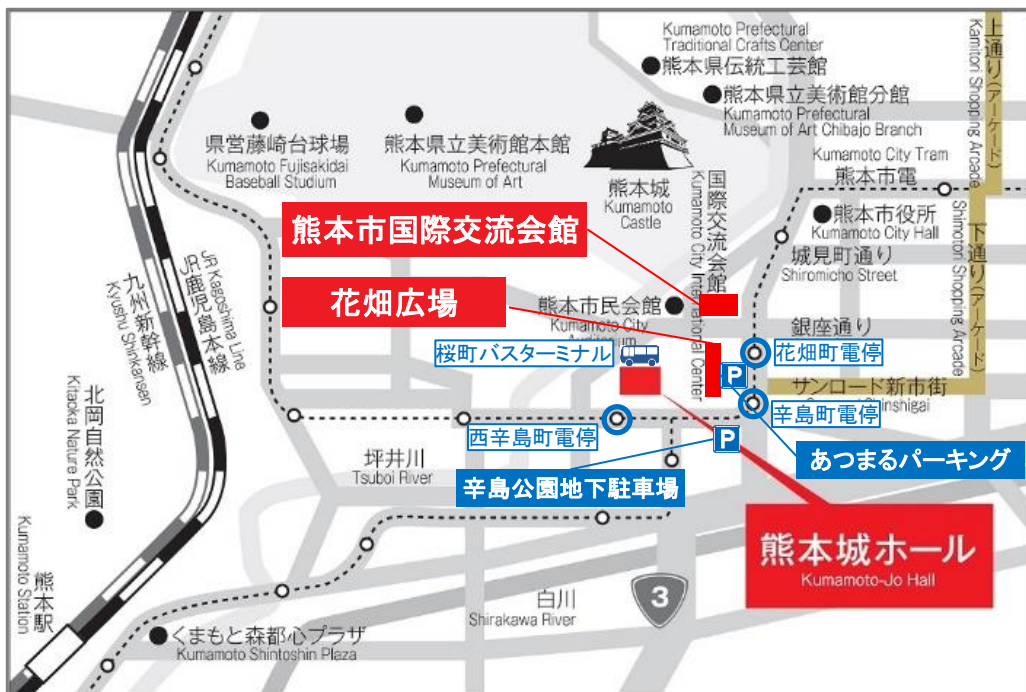 Kumamoto Prefectural
Traditional Crafts Center
熊本県伝統工芸館
熊本県立美術館分館
Kumamoto Prefectural
Museum of Art Chibajo Branch
上通り(アーケード)
Kamitori Shopping Arcade
県営藤崎台球場
Kumamoto Fujisakidai
Baseball Studium
熊本県立美術館本館
Kumamoto Prefectural
Museum of Art
熊本城
Kumamoto
Castle
国際交流会館
Kumamoto City International Center
Kumamoto City Tram
熊本市電
熊本市役所
Kumamoto City Hall
城見町通り
Shiromicho Street
下通り(アーケード)
Shimotori Shopping Arcade
熊本市国際交流会館
花畑広場
熊本市民会館
Kumamoto City
銀座通り
桜町バスターミナル
花畑町電停
サンロード新市街
Shinshigai
辛島町電停
P
西辛島町電停
P
あつまるパーキング
辛島公園地下駐車場
JR Kagoshima Line
JR鹿児島本線
九州新幹線
Kyushu Shinkansen
北岡自然公園
Kitaoka Nature Park
坪井川
Tsuboi River
熊本城ホール
Kumamoto-Jo Hall
熊本駅
Kumamoto Station
3
白川
Shirakawa River
くまもと森都心プラザ
Kumamoto Shintoshin Plaza